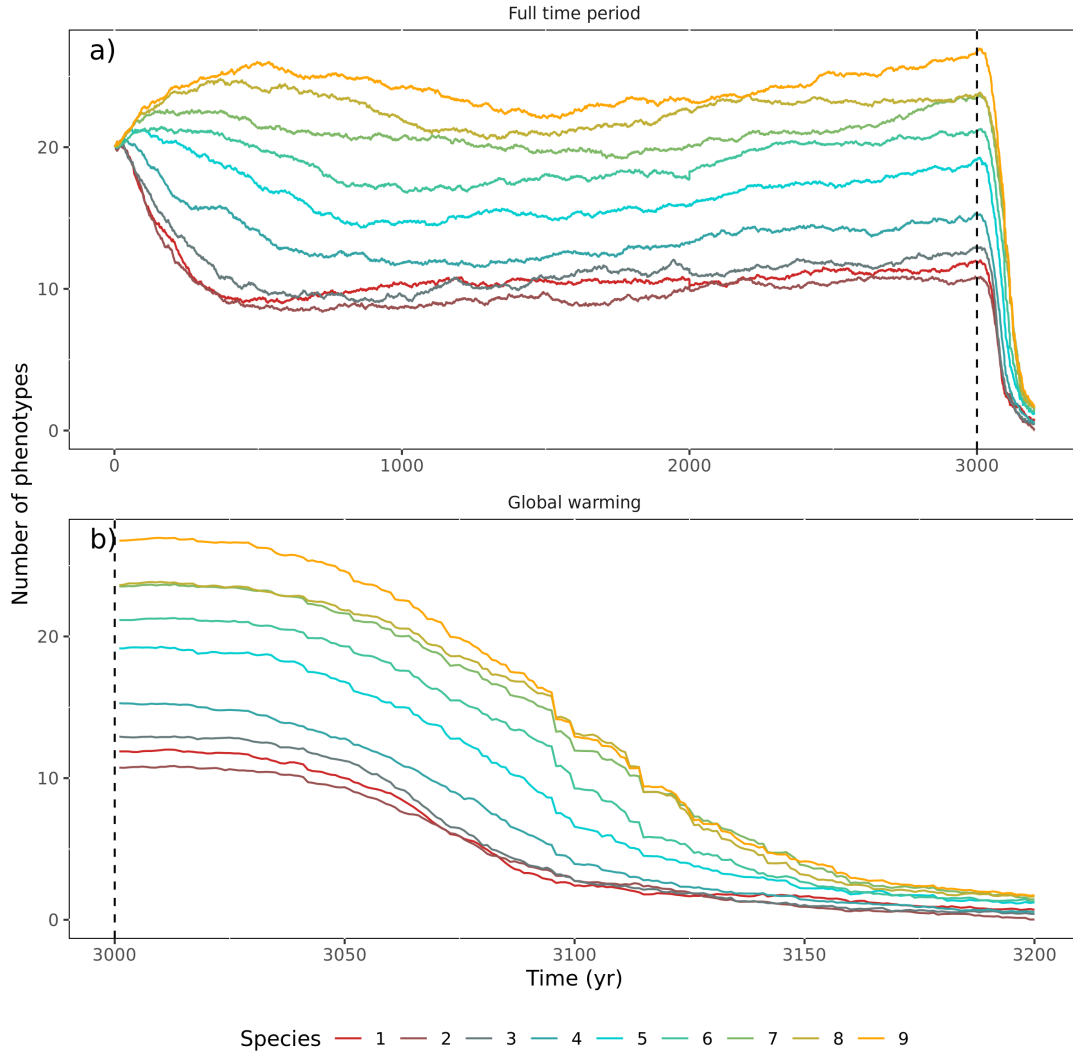 Full time period
a)
20
10
0
0 1000 2000 3000
Number of phenotypes
Global warming
b)
20
10
0
3000 3050 3100 3150 3200
Time (yr)
Species 1 2 3 4 5 6 7 8 9